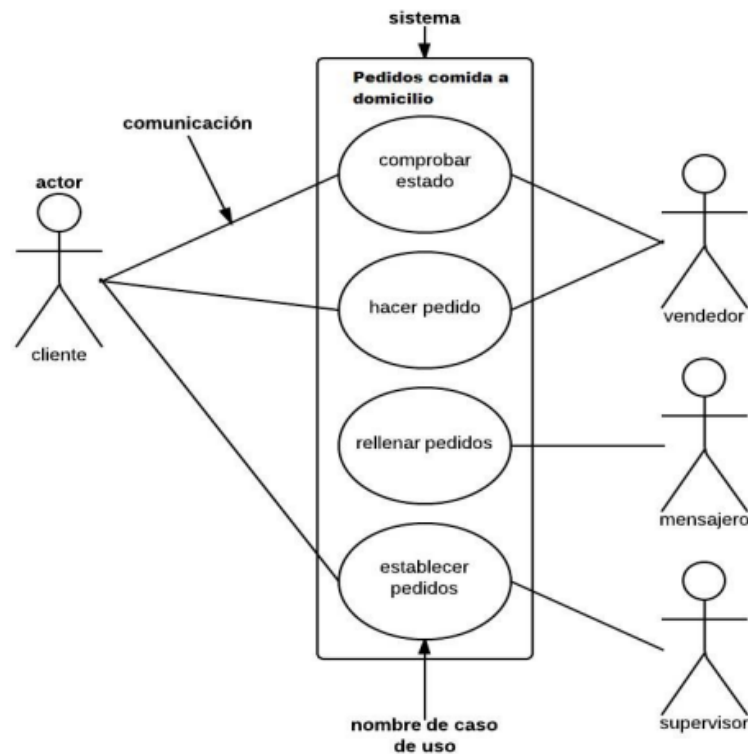 sistema
Pedidos comida a
domicilio
comunicación
comprobar
estado
actor
hacer pedido
vendedor
cliente
rellenar pedidos
mensajero
establecer
pedidos
supervisor
nombre de caso
de uso